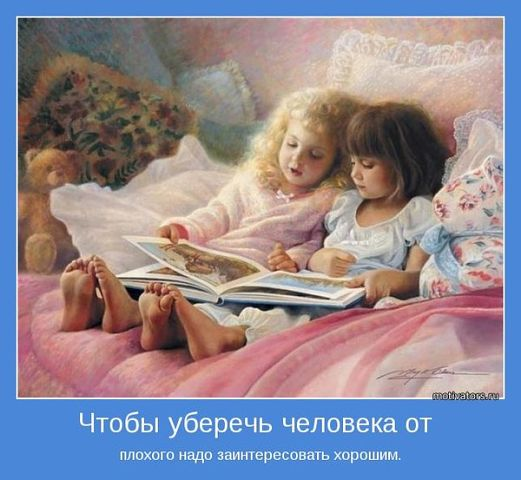 motivators.ru
Чтобы уберечь человека от
плохого надо заинтересовать хорошим.